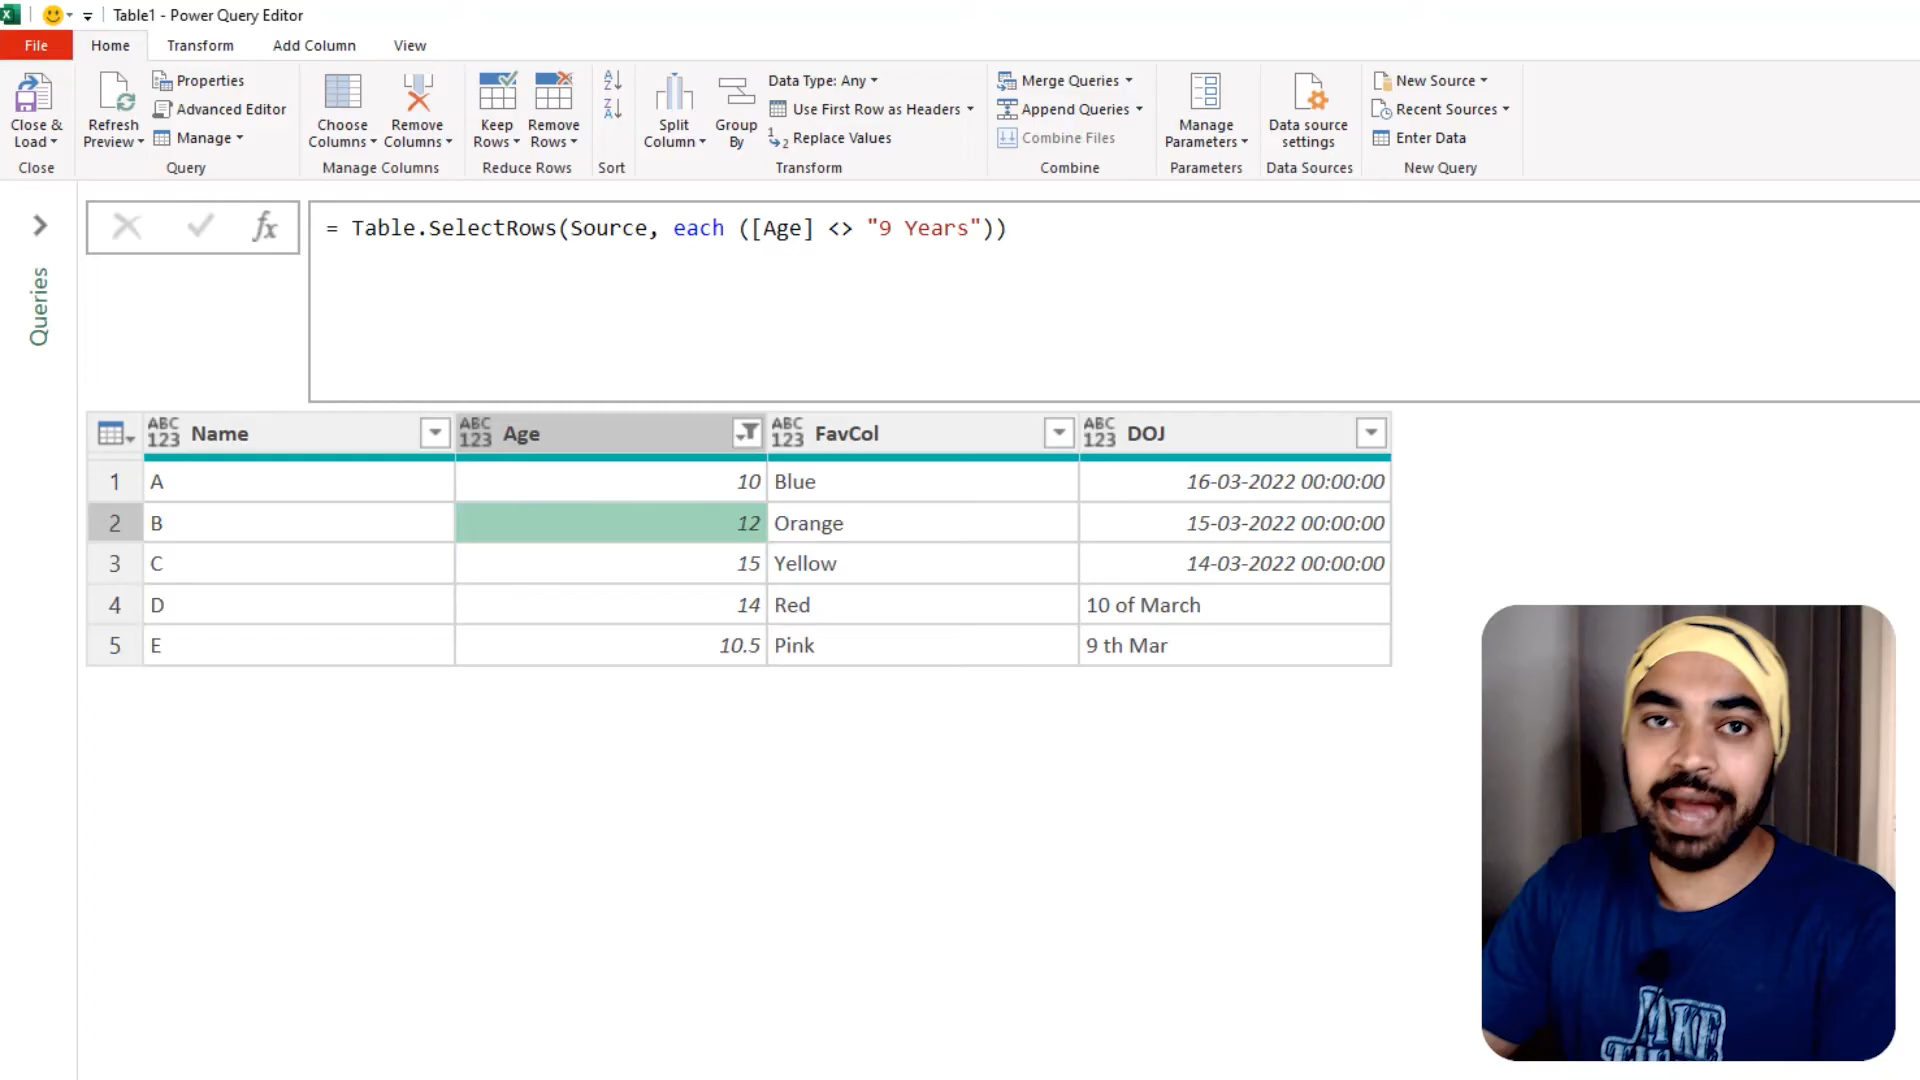 Table1 - Power Query Editor
File Home Transform Add Column View
Close & Load
Close
Refresh Preview
Properties
Advanced Editor
Manage
Query
Choose Columns
Remove Columns
Manage Columns
Keep Rows
Remove Rows
Reduce Rows
Sort
Split Column
Group By
Data Type: Any
Use First Row as Headers
Replace Values
Transform
Merge Queries
Append Queries
Combine Files
Combine
Manage Parameters
Parameters
Data source settings
Data Sources
New Source
Recent Sources
Enter Data
New Query
Queries
fx
= Table.SelectRows(Source, each ([Age] <> "9 Years"))
ABC 123 Name ABC 123 Age ABC 123 FavCol ABC 123 DOJ
1 A 10 Blue 16-03-2022 00:00:00
2 B 12 Orange 15-03-2022 00:00:00
3 C 15 Yellow 14-03-2022 00:00:00
4 D 14 Red 10 of March
5 E 10.5 Pink 9 th Mar